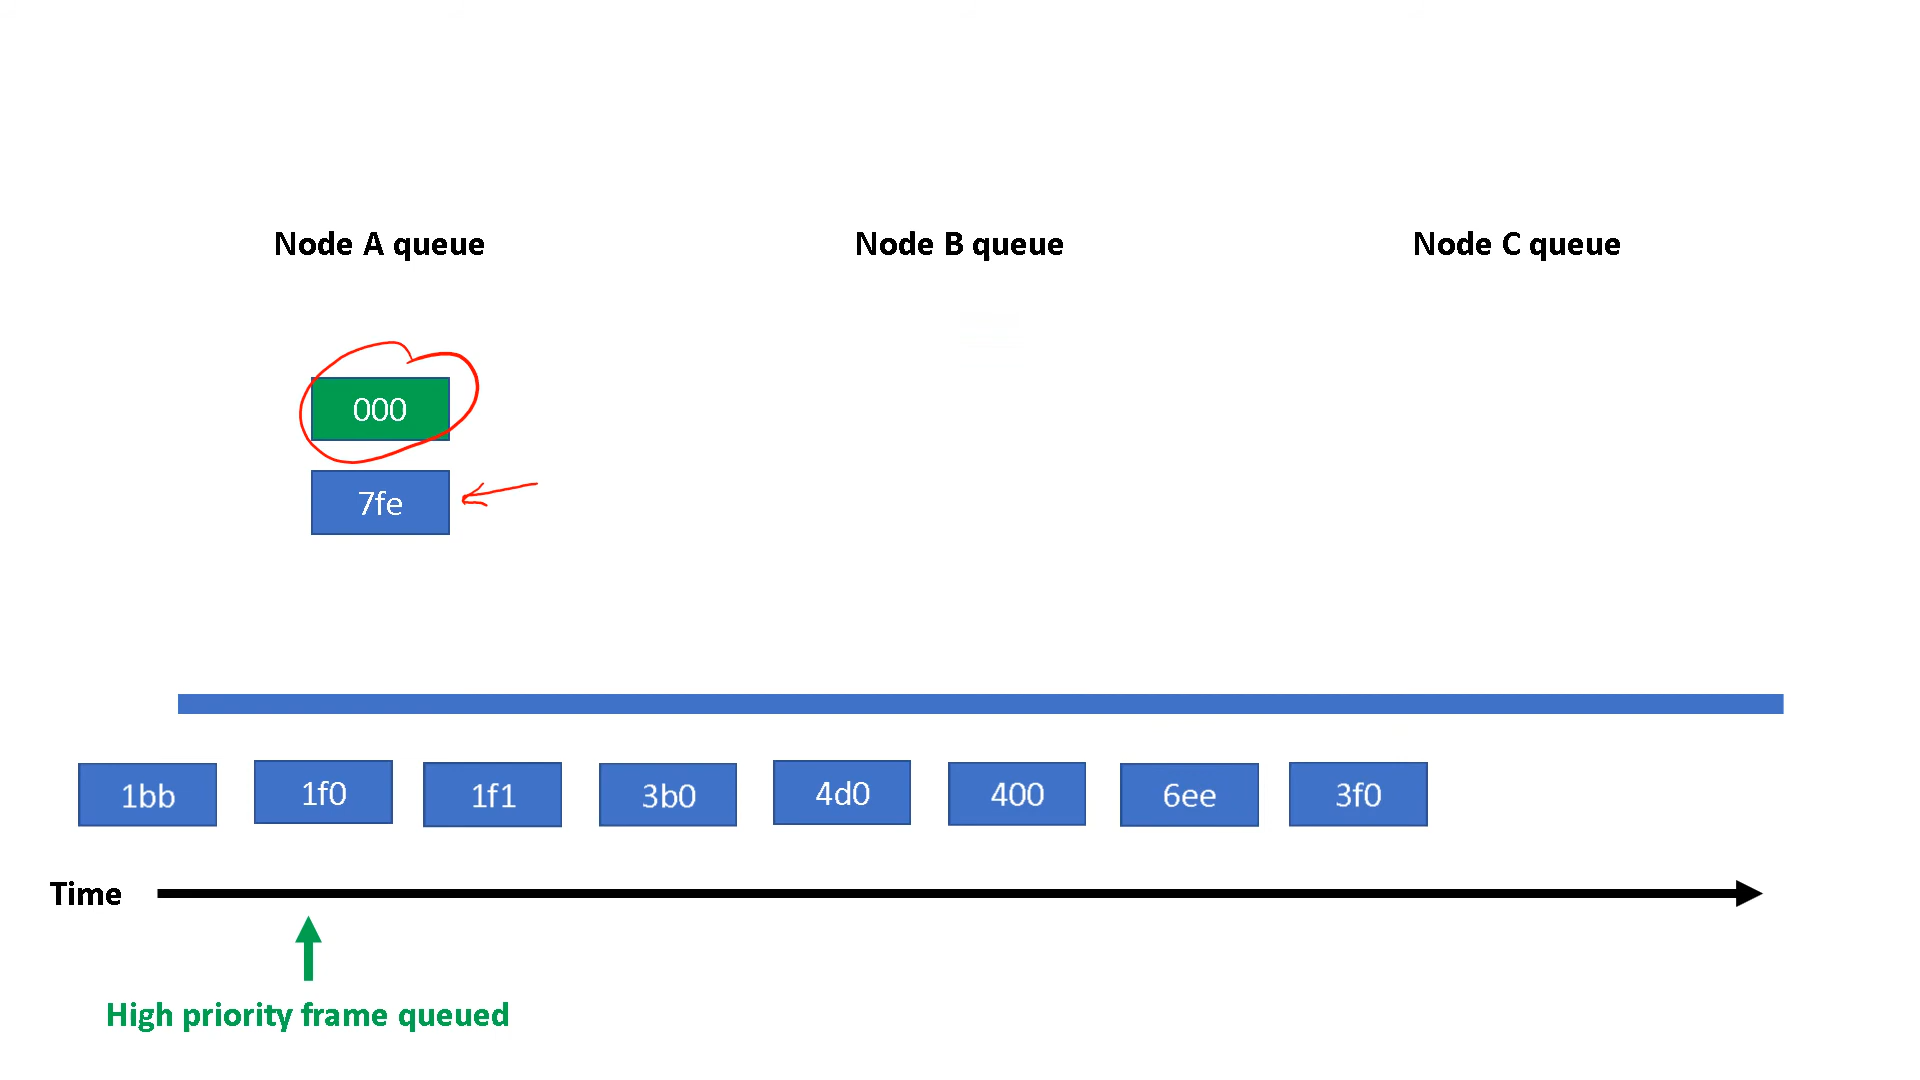 Node A queue
Node B queue
Node C queue
000
7fe
1bb
1f0
1f1
3b0
4d0
400
6ee
3f0
Time
High priority frame queued